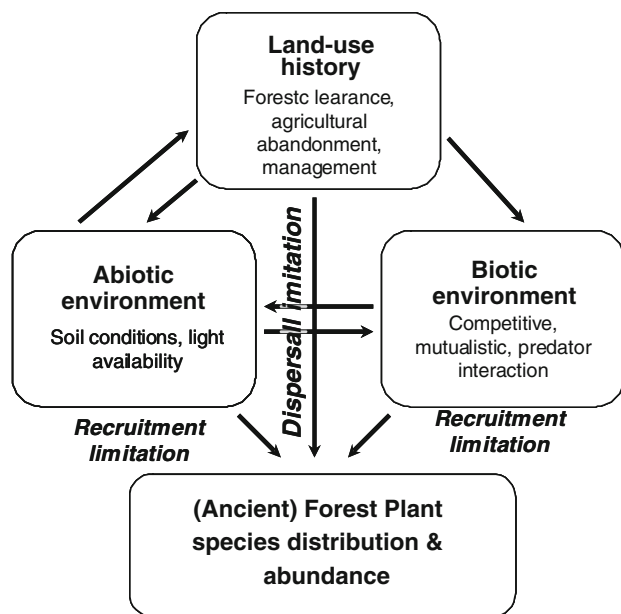 Land-use
history
Forestc learance,
agricultural
abandonment,
management
Dispersall imitation
Abiotic
environment
Soil conditions, light
availability
Biotic
environment
Competitive,
mutualistic, predator
interaction
Recruitment
limitation
Recruitment
limitation
(Ancient) Forest Plant
species distribution &
abundance